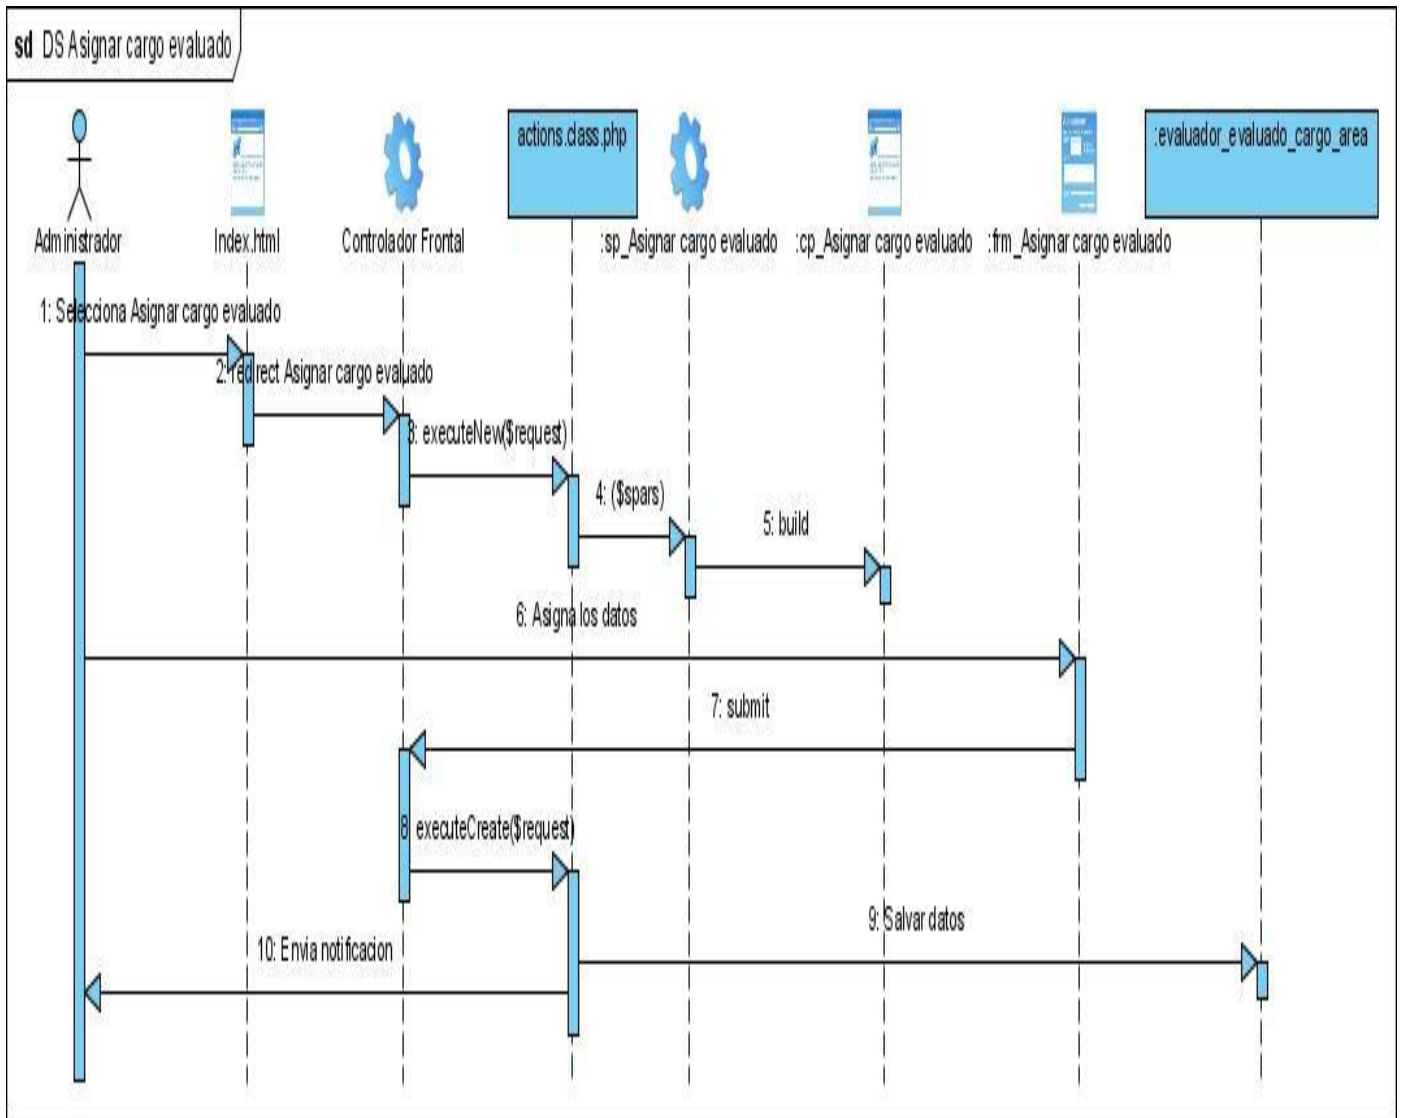 sd DS Asignar cargo evaluado
actions.class.php
:evaluador_evaluado_cargo_area
Administrador
Index.html
Controlador Frontal
:sp_Asignar cargo evaluado
:cp_Asignar cargo evaluado
:frm_Asignar cargo evaluado
1: Selecciona Asignar cargo evaluado
2: redirect Asignar cargo evaluado
3: executeNew($request)
4: ($spars)
5: build
6: Asigna los datos
7: submit
8: executeCreate($request)
9: Salvar datos
10: Envia notificacion